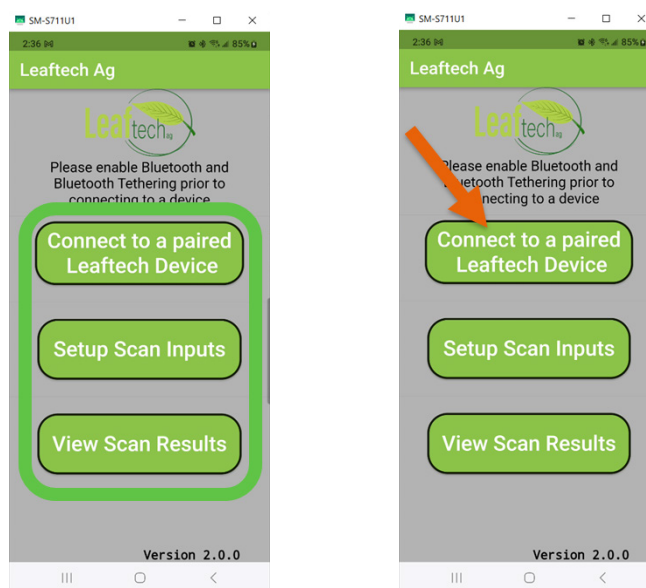 SM-S711U1
2:36
85%
Leaftech Ag
Leaftech
ag
Please enable Bluetooth and
Bluetooth Tethering prior to
connecting to a device
Connect to a paired
Leaftech Device
Setup Scan Inputs
View Scan Results
Version 2.0.0
SM-S711U1
2:36
85%
Leaftech Ag
Leaftech
ag
Please enable Bluetooth and
Bluetooth Tethering prior to
connecting to a device
Connect to a paired
Leaftech Device
Setup Scan Inputs
View Scan Results
Version 2.0.0